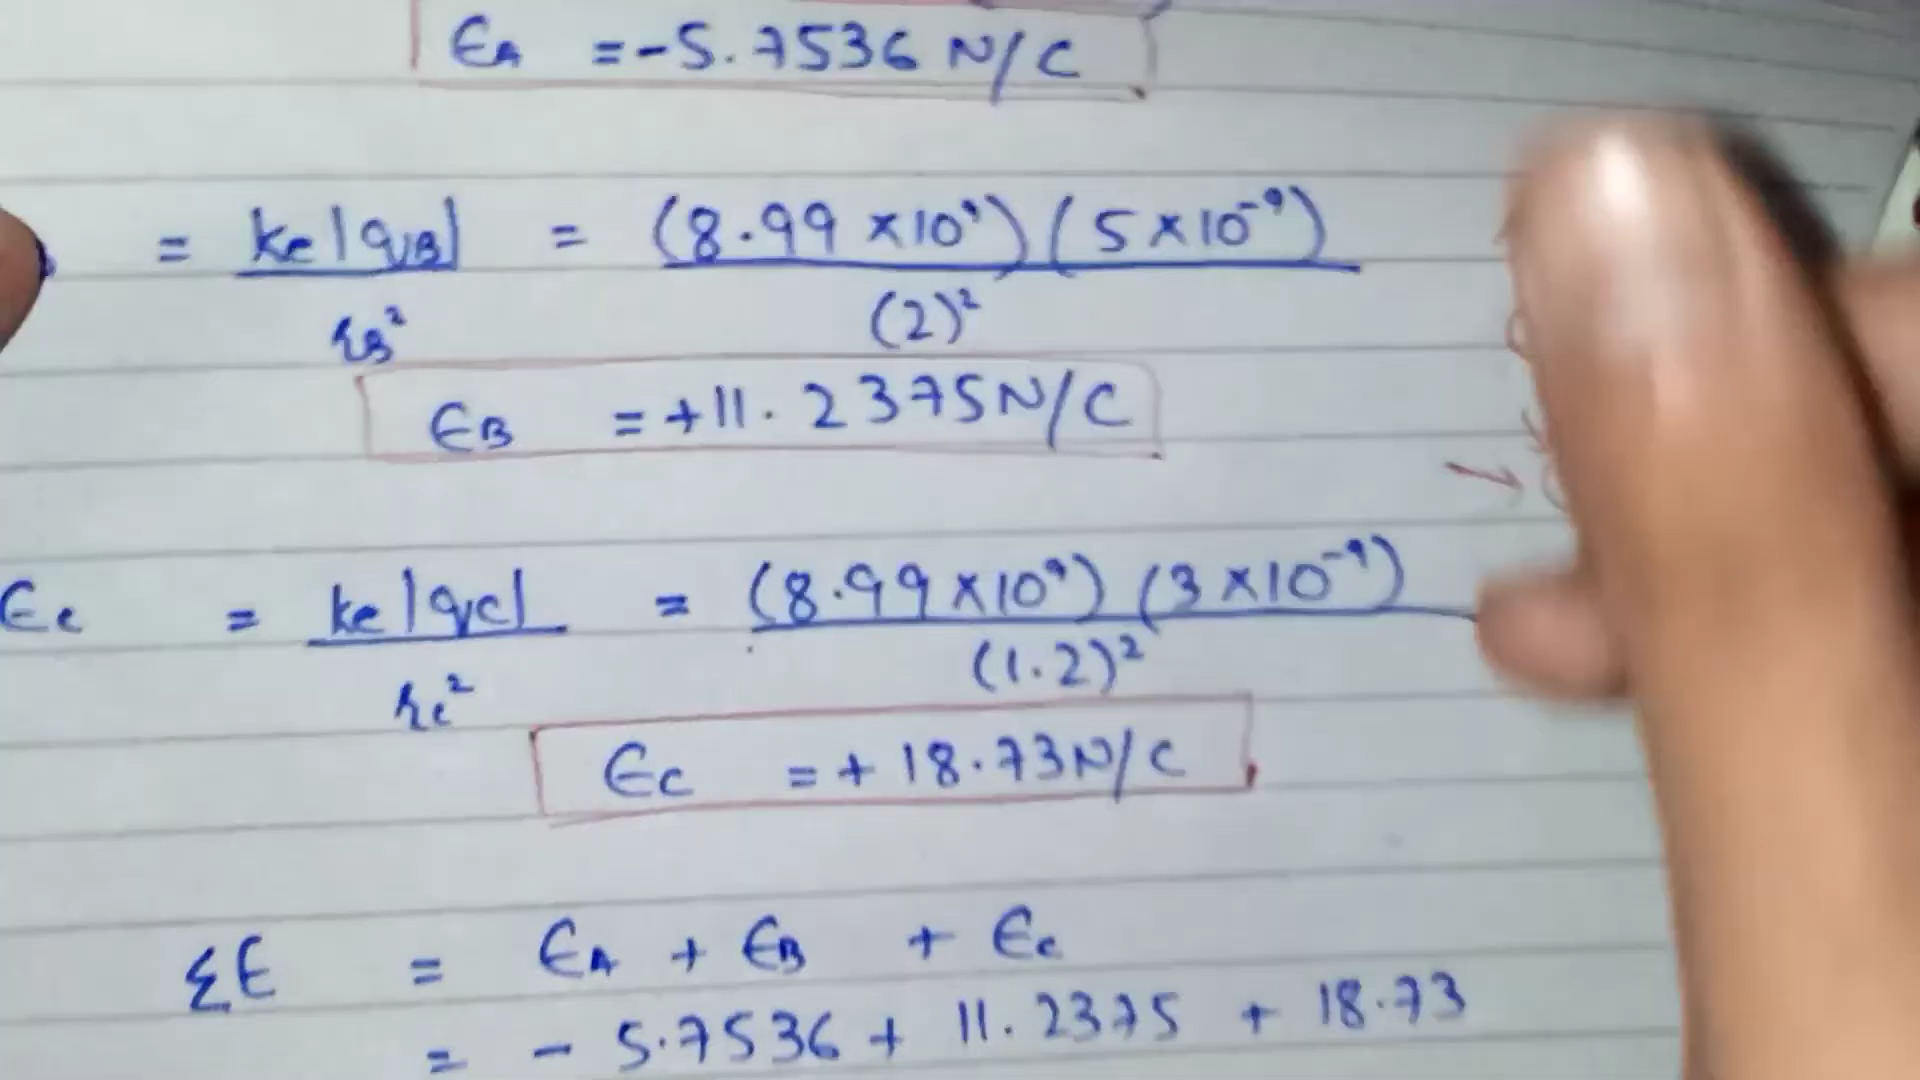 EA = -5.7536 N/C
= ke|qB| = (8.99 ×10⁹)(5×10⁻⁹)
rB² (2)²
EB = +11.2375N/C
Ec = ke|qc| = (8.99×10⁹)(3×10⁻⁹)
rc² (1.2)²
Ec = + 18.73N/C
ΣE = EA + EB + Ec
= - 5.7536 + 11.2375 + 18.73